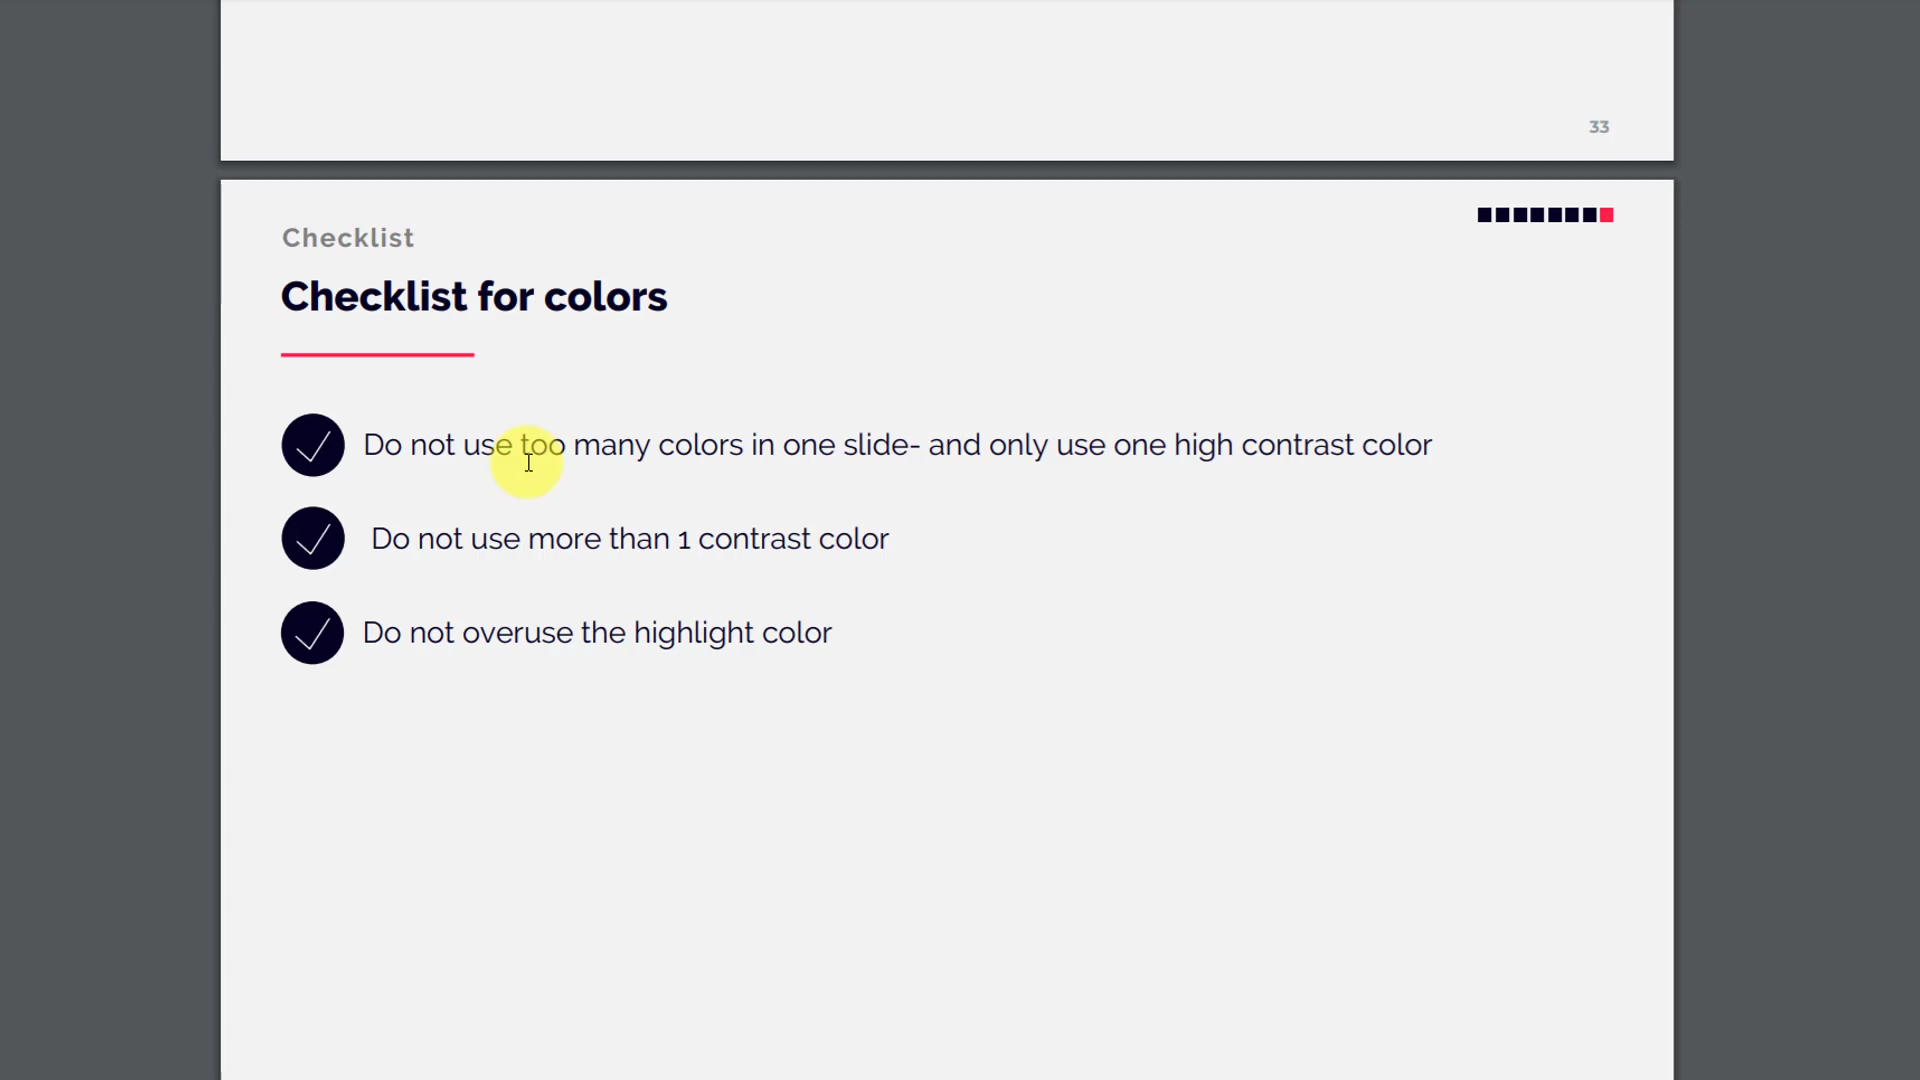 33
Checklist
Checklist for colors
Do not use too many colors in one slide- and only use one high contrast color
Do not use more than 1 contrast color
Do not overuse the highlight color